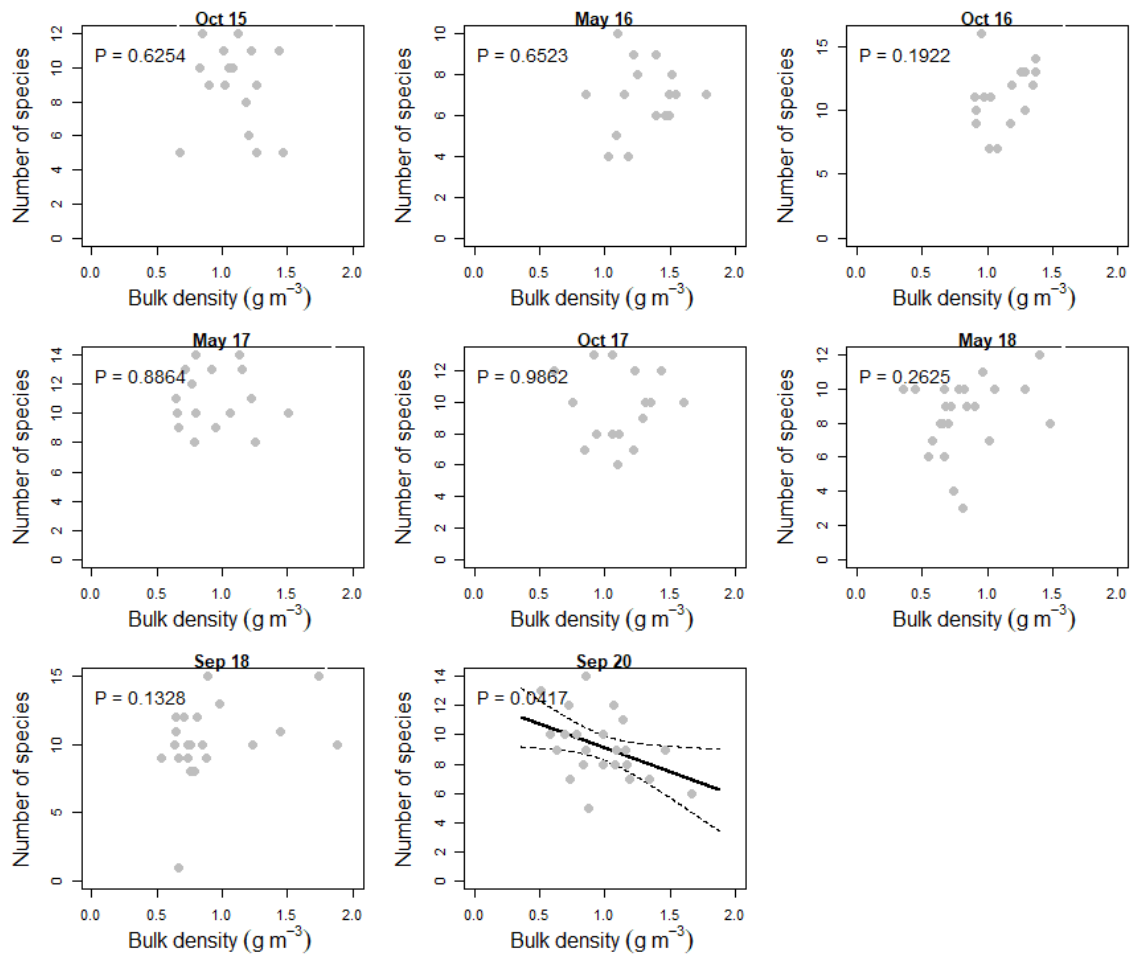 Oct 15
P = 0.6254
Number of species
0 2 4 6 8 10 12
0.0 0.5 1.0 1.5 2.0
Bulk density (g m⁻³)
May 16
P = 0.6523
Number of species
0 2 4 6 8 10
0.0 0.5 1.0 1.5 2.0
Bulk density (g m⁻³)
Oct 16
P = 0.1922
Number of species
0 5 10 15
0.0 0.5 1.0 1.5 2.0
Bulk density (g m⁻³)
May 17
P = 0.8864
Number of species
0 2 4 6 8 10 12 14
0.0 0.5 1.0 1.5 2.0
Bulk density (g m⁻³)
Oct 17
P = 0.9862
Number of species
0 2 4 6 8 10 12
0.0 0.5 1.0 1.5 2.0
Bulk density (g m⁻³)
May 18
P = 0.2625
Number of species
0 2 4 6 8 10 12
0.0 0.5 1.0 1.5 2.0
Bulk density (g m⁻³)
Sep 18
P = 0.1328
Number of species
0 5 10 15
0.0 0.5 1.0 1.5 2.0
Bulk density (g m⁻³)
Sep 20
P = 0.0417
Number of species
0 2 4 6 8 10 12 14
0.0 0.5 1.0 1.5 2.0
Bulk density (g m⁻³)